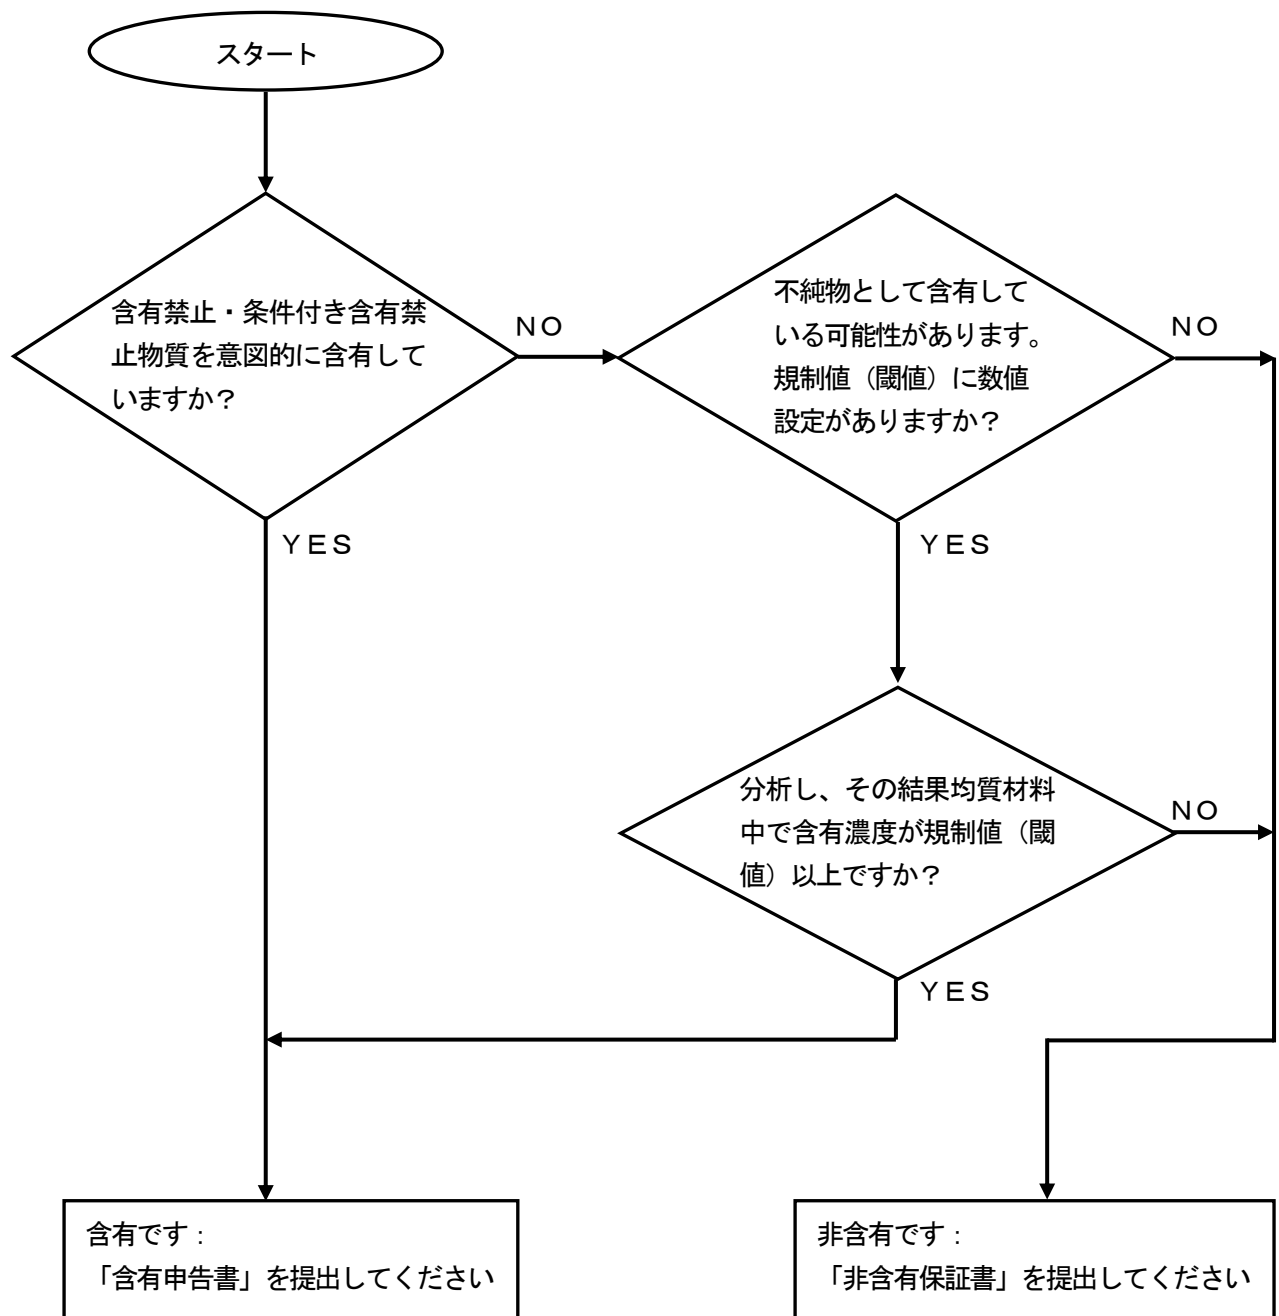 スタート
含有禁止・条件付き含有禁
止物質を意図的に含有して
いますか？
ＮＯ
不純物として含有して
いる可能性があります。
規制値（閾値）に数値
設定がありますか？
ＮＯ
ＹＥＳ
ＹＥＳ
分析し、その結果均質材料
中で含有濃度が規制値（閾
値）以上ですか？
ＮＯ
ＹＥＳ
含有です：
「含有申告書」を提出してください
非含有です：
「非含有保証書」を提出してください